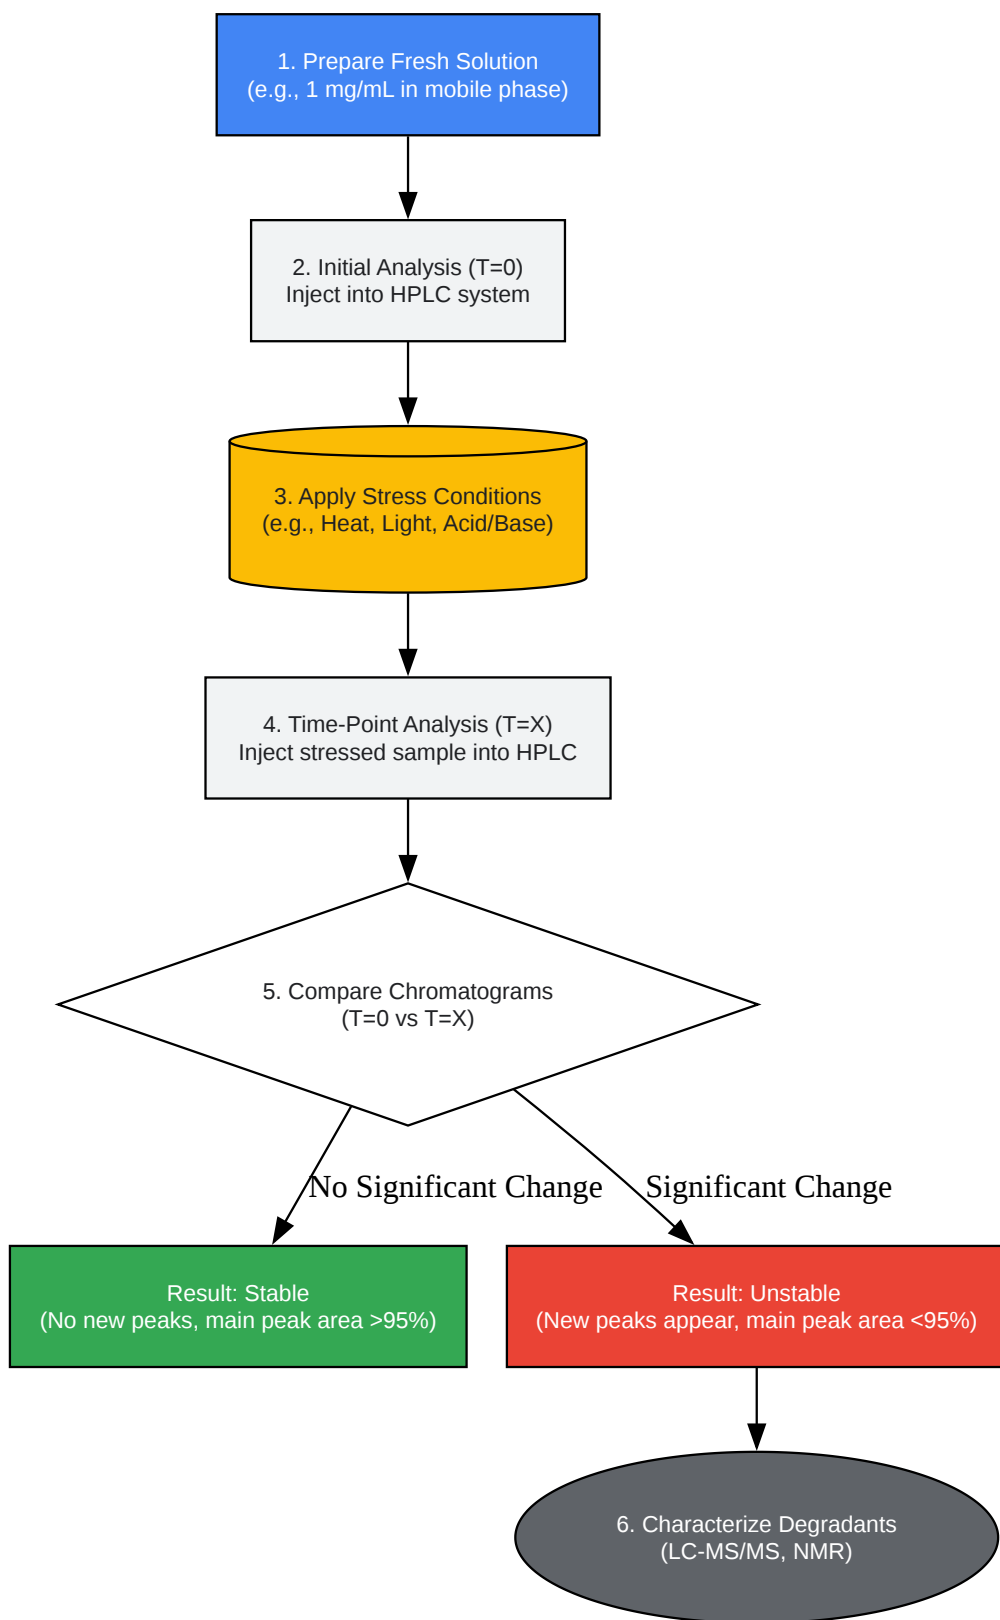 1. Prepare Fresh Solution
(e.g., 1 mg/mL in mobile phase)
2. Initial Analysis (T=0)
Inject into HPLC system
3. Apply Stress Conditions
(e.g., Heat, Light, Acid/Base)
4. Time-Point Analysis (T=X)
Inject stressed sample into HPLC
5. Compare Chromatograms
(T=0 vs T=X)
No Significant Change
Significant Change
Result: Stable
(No new peaks, main peak area >95%)
Result: Unstable
(New peaks appear, main peak area <95%)
6. Characterize Degradants
(LC-MS/MS, NMR)